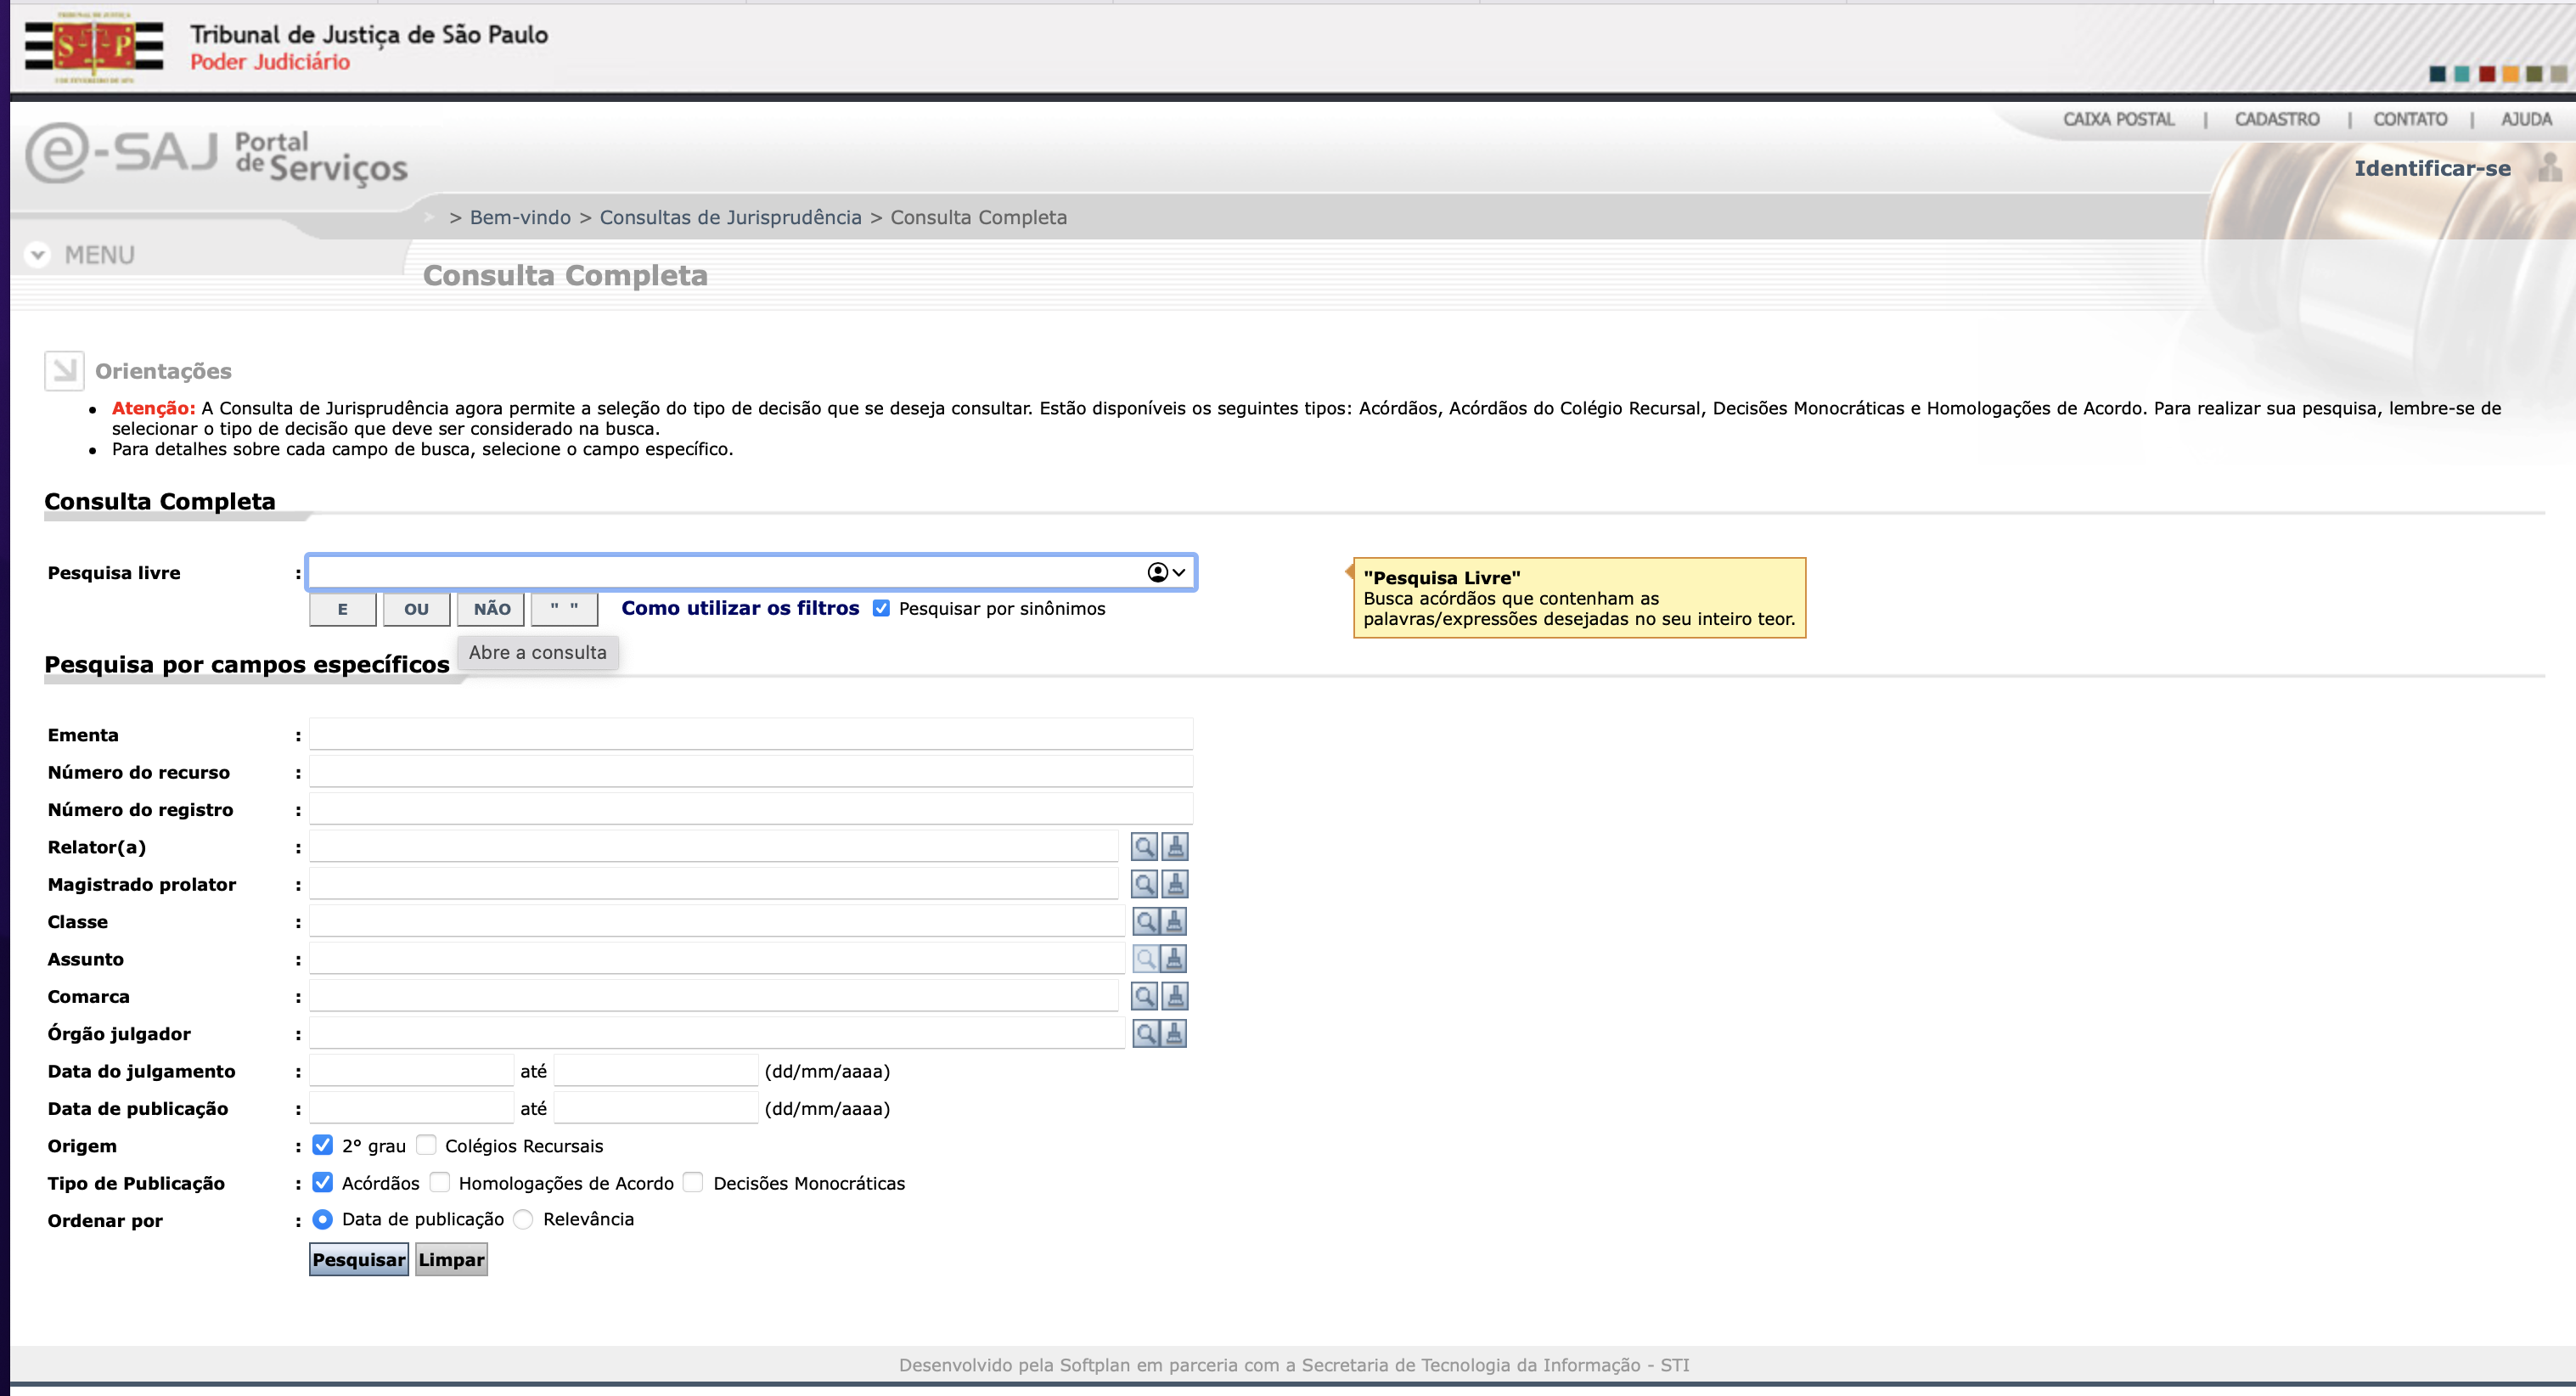 Tribunal de Justiça de São Paulo
Poder Judiciário
S P
CAIXA POSTAL | CADASTRO | CONTATO | AJUDA
e-SAJ Portal de Serviços
Identificar-se
> Bem-vindo > Consultas de Jurisprudência > Consulta Completa
MENU
Consulta Completa
Orientações
• Atenção: A Consulta de Jurisprudência agora permite a seleção do tipo de decisão que se deseja consultar. Estão disponíveis os seguintes tipos: Acórdãos, Acórdãos do Colégio Recursal, Decisões Monocráticas e Homologações de Acordo. Para realizar sua pesquisa, lembre-se de
selecionar o tipo de decisão que deve ser considerado na busca.
• Para detalhes sobre cada campo de busca, selecione o campo específico.
Consulta Completa
Pesquisa livre :
"Pesquisa Livre"
Busca acórdãos que contenham as
palavras/expressões desejadas no seu inteiro teor.
E OU NÃO " " Como utilizar os filtros Pesquisar por sinônimos
Abre a consulta
Pesquisa por campos específicos
Ementa :
Número do recurso :
Número do registro :
Relator(a) :
Magistrado prolator :
Classe :
Assunto :
Comarca :
Órgão julgador :
Data do julgamento : até (dd/mm/aaaa)
Data de publicação : até (dd/mm/aaaa)
Origem : 2° grau Colégios Recursais
Tipo de Publicação : Acórdãos Homologações de Acordo Decisões Monocráticas
Ordenar por : Data de publicação Relevância
Pesquisar Limpar
Desenvolvido pela Softplan em parceria com a Secretaria de Tecnologia da Informação - STI